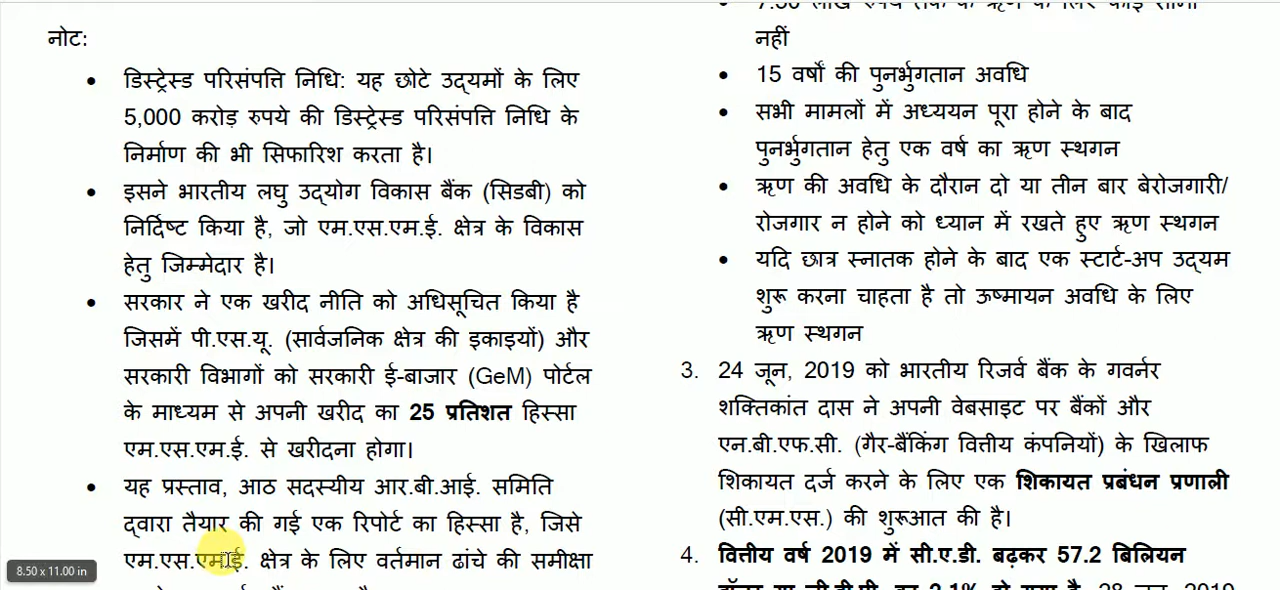 नोट:
• डिस्ट्रेस्ड परिसंपत्ति निधि: यह छोटे उद्यमों के लिए
5,000 करोड़ रुपये की डिस्ट्रेस्ड परिसंपत्ति निधि के
निर्माण की भी सिफारिश करता है।
• इसने भारतीय लघु उद्योग विकास बैंक (सिडबी) को
निर्दिष्ट किया है, जो एम.एस.एम.ई. क्षेत्र के विकास
हेतु जिम्मेदार है।
• सरकार ने एक खरीद नीति को अधिसूचित किया है
जिसमें पी.एस.यू. (सार्वजनिक क्षेत्र की इकाइयों) और
सरकारी विभागों को सरकारी ई-बाजार (GeM) पोर्टल
के माध्यम से अपनी खरीद का 25 प्रतिशत हिस्सा
एम.एस.एम.ई. से खरीदना होगा।
• यह प्रस्ताव, आठ सदस्यीय आर.बी.आई. समिति
द्वारा तैयार की गई एक रिपोर्ट का हिस्सा है, जिसे
एम.एस.एम.ई. क्षेत्र के लिए वर्तमान ढांचे की समीक्षा
8.50 x 11.00 in
नहीं
• 15 वर्षों की पुनर्भुगतान अवधि
• सभी मामलों में अध्ययन पूरा होने के बाद
पुनर्भुगतान हेतु एक वर्ष का ऋण स्थगन
• ऋण की अवधि के दौरान दो या तीन बार बेरोजगारी/
रोजगार न होने को ध्यान में रखते हुए ऋण स्थगन
• यदि छात्र स्नातक होने के बाद एक स्टार्ट-अप उद्यम
शुरू करना चाहता है तो ऊष्मायन अवधि के लिए
ऋण स्थगन
3. 24 जून, 2019 को भारतीय रिजर्व बैंक के गवर्नर
शक्तिकांत दास ने अपनी वेबसाइट पर बैंकों और
एन.बी.एफ.सी. (गैर-बैंकिंग वित्तीय कंपनियों) के खिलाफ
शिकायत दर्ज करने के लिए एक शिकायत प्रबंधन प्रणाली
(सी.एम.एस.) की शुरूआत की है।
4. वित्तीय वर्ष 2019 में सी.ए.डी. बढ़कर 57.2 बिलियन